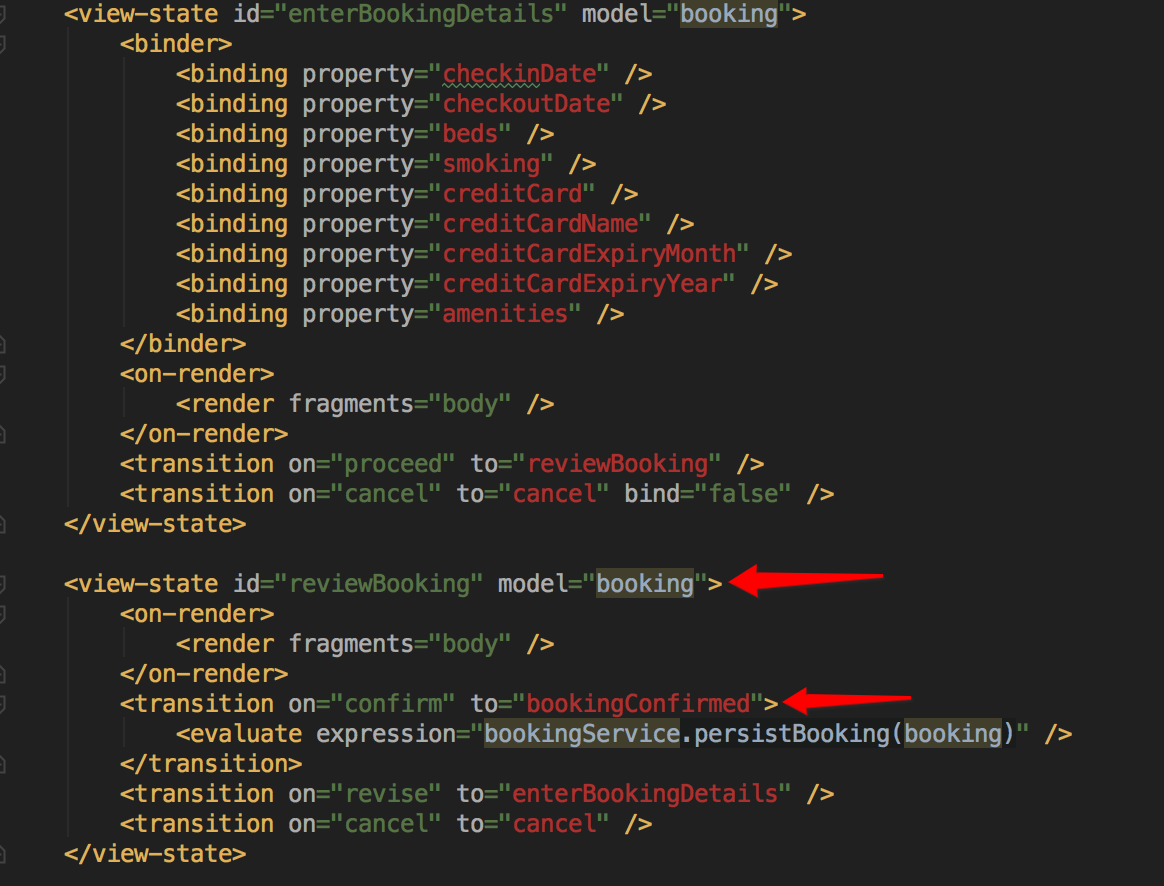 <view-state id="enterBookingDetails" model="booking">
<binder>
<binding property="checkinDate" />
<binding property="checkoutDate" />
<binding property="beds" />
<binding property="smoking" />
<binding property="creditCard" />
<binding property="creditCardName" />
<binding property="creditCardExpiryMonth" />
<binding property="creditCardExpiryYear" />
<binding property="amenities" />
</binder>
<on-render>
<render fragments="body" />
</on-render>
<transition on="proceed" to="reviewBooking" />
<transition on="cancel" to="cancel" bind="false" />
</view-state>
<view-state id="reviewBooking" model="booking">
<on-render>
<render fragments="body" />
</on-render>
<transition on="confirm" to="bookingConfirmed">
<evaluate expression="bookingService.persistBooking(booking)" />
</transition>
<transition on="revise" to="enterBookingDetails" />
<transition on="cancel" to="cancel" />
</view-state>